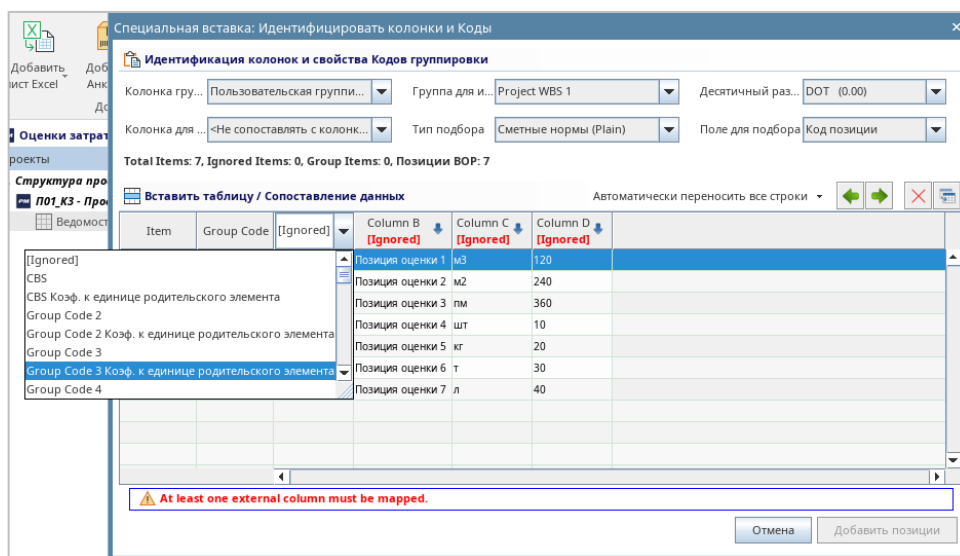 Специальная вставка: Идентифицировать колонки и Коды
Добавить
ист Excel
Доб
Анк
До
Оценки затрат
роекты
Структура про
П01_К3 - Про
Ведомост
Идентификация колонок и свойства Кодов группировки
Колонка гру... Пользовательская группи... Группа для и... Project WBS 1 Десятичный раз... DOT (0.00)
Колонка для ... <Не сопоставлять с колонк... Тип подбора Сметные нормы (Plain) Поле для подбора Код позиции
Total Items: 7, Ignored Items: 0, Group Items: 0, Позиции ВОР: 7
Вставить таблицу / Сопоставление данных Автоматически переносить все строки
Item Group Code [Ignored] Column B Column C Column D
[Ignored] [Ignored] [Ignored]
[Ignored]
CBS
CBS Коэф. к единице родительского элемента
Group Code 2
Group Code 2 Коэф. к единице родительского элемента
Group Code 3
Group Code 3 Коэф. к единице родительского элемента
Group Code 4
Позиция оценки 1 м3 120
Позиция оценки 2 м2 240
Позиция оценки 3 пм 360
Позиция оценки 4 шт 10
Позиция оценки 5 кг 20
Позиция оценки 6 т 30
Позиция оценки 7 л 40
At least one external column must be mapped.
Отмена Добавить позиции